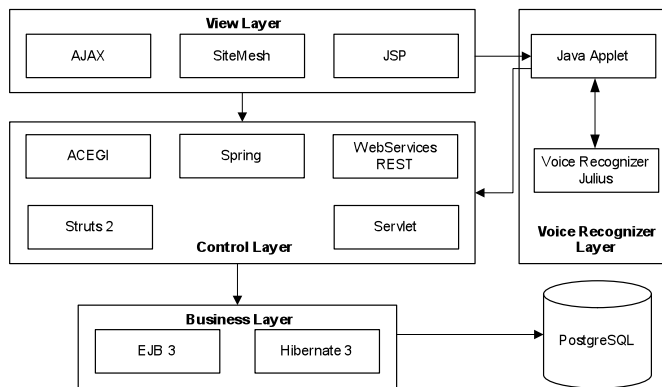 View Layer
AJAX
SiteMesh
JSP
Java Applet
ACEGI
Spring
WebServices
REST
Voice Recognizer
Julius
Struts 2
Servlet
Control Layer
Voice Recognizer
Layer
Business Layer
EJB 3
Hibernate 3
PostgreSQL